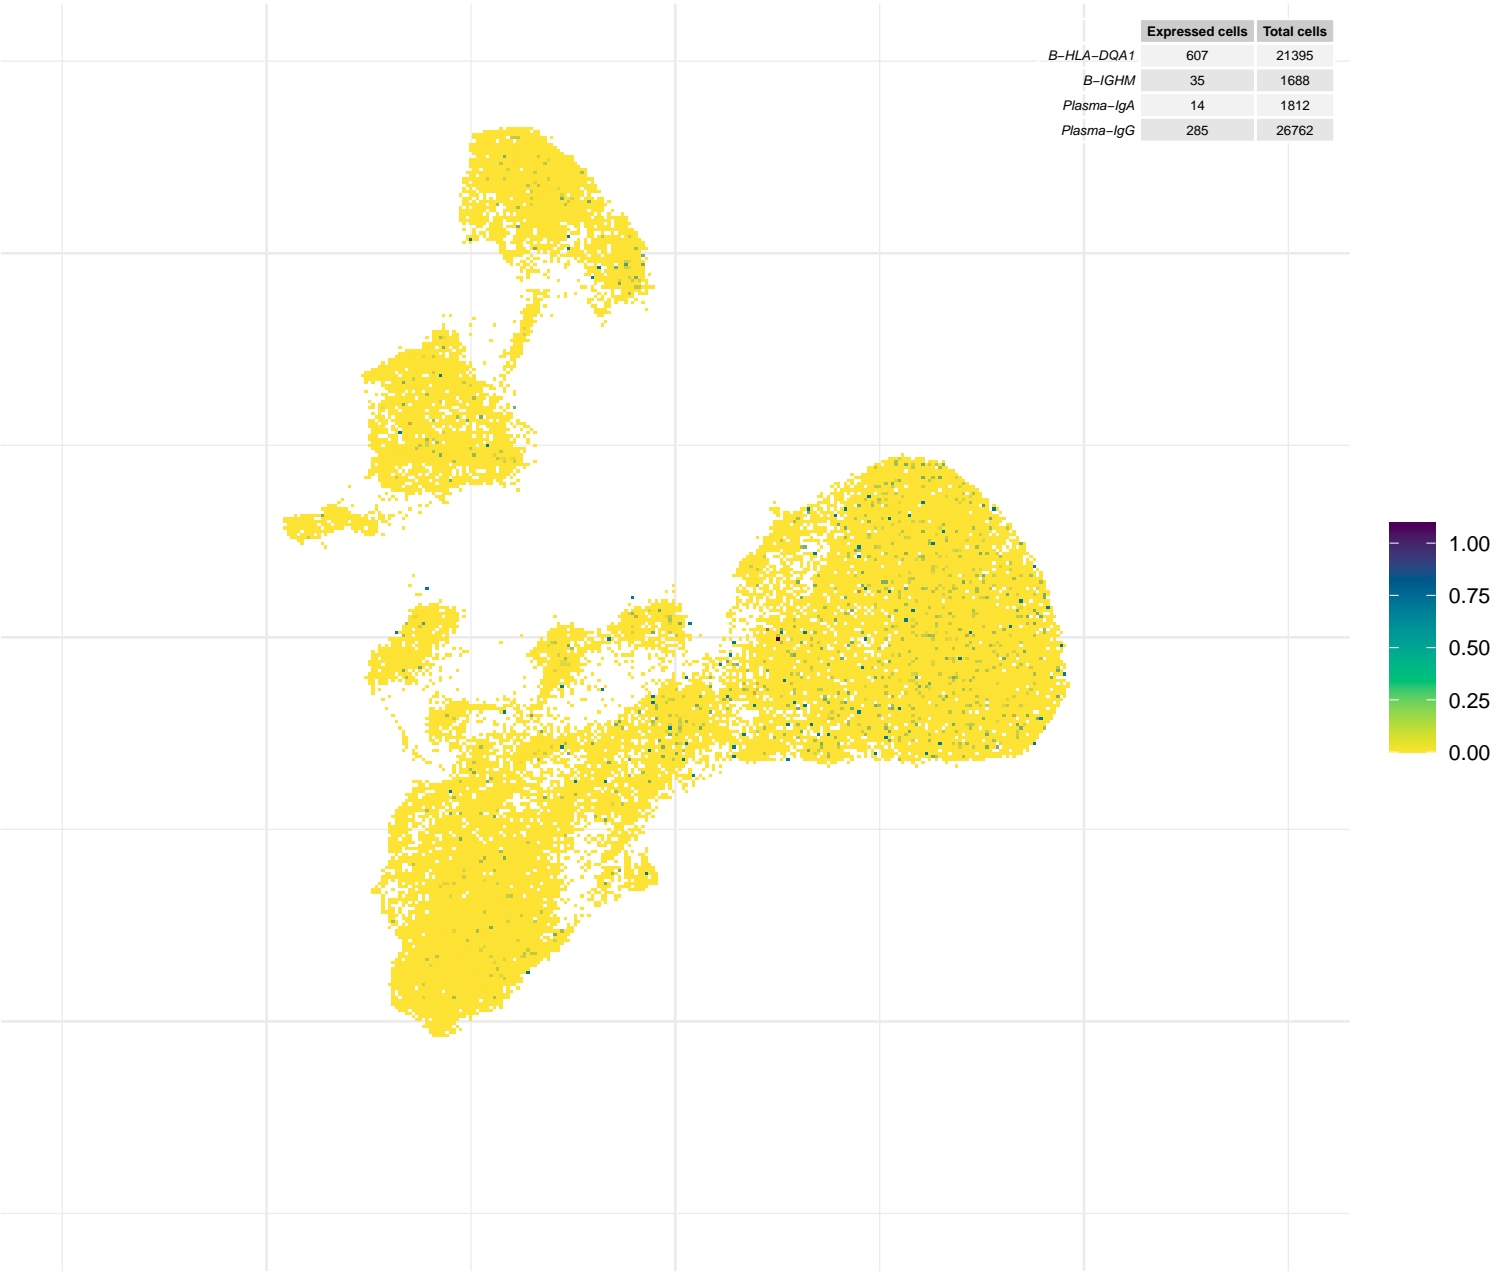 Expressed cells Total cells
B−HLA−DQA1 607 21395
B−IGHM 35 1688
Plasma−IgA 14 1812
Plasma−IgG 285 26762
1.00
0.75
0.50
0.25
0.00